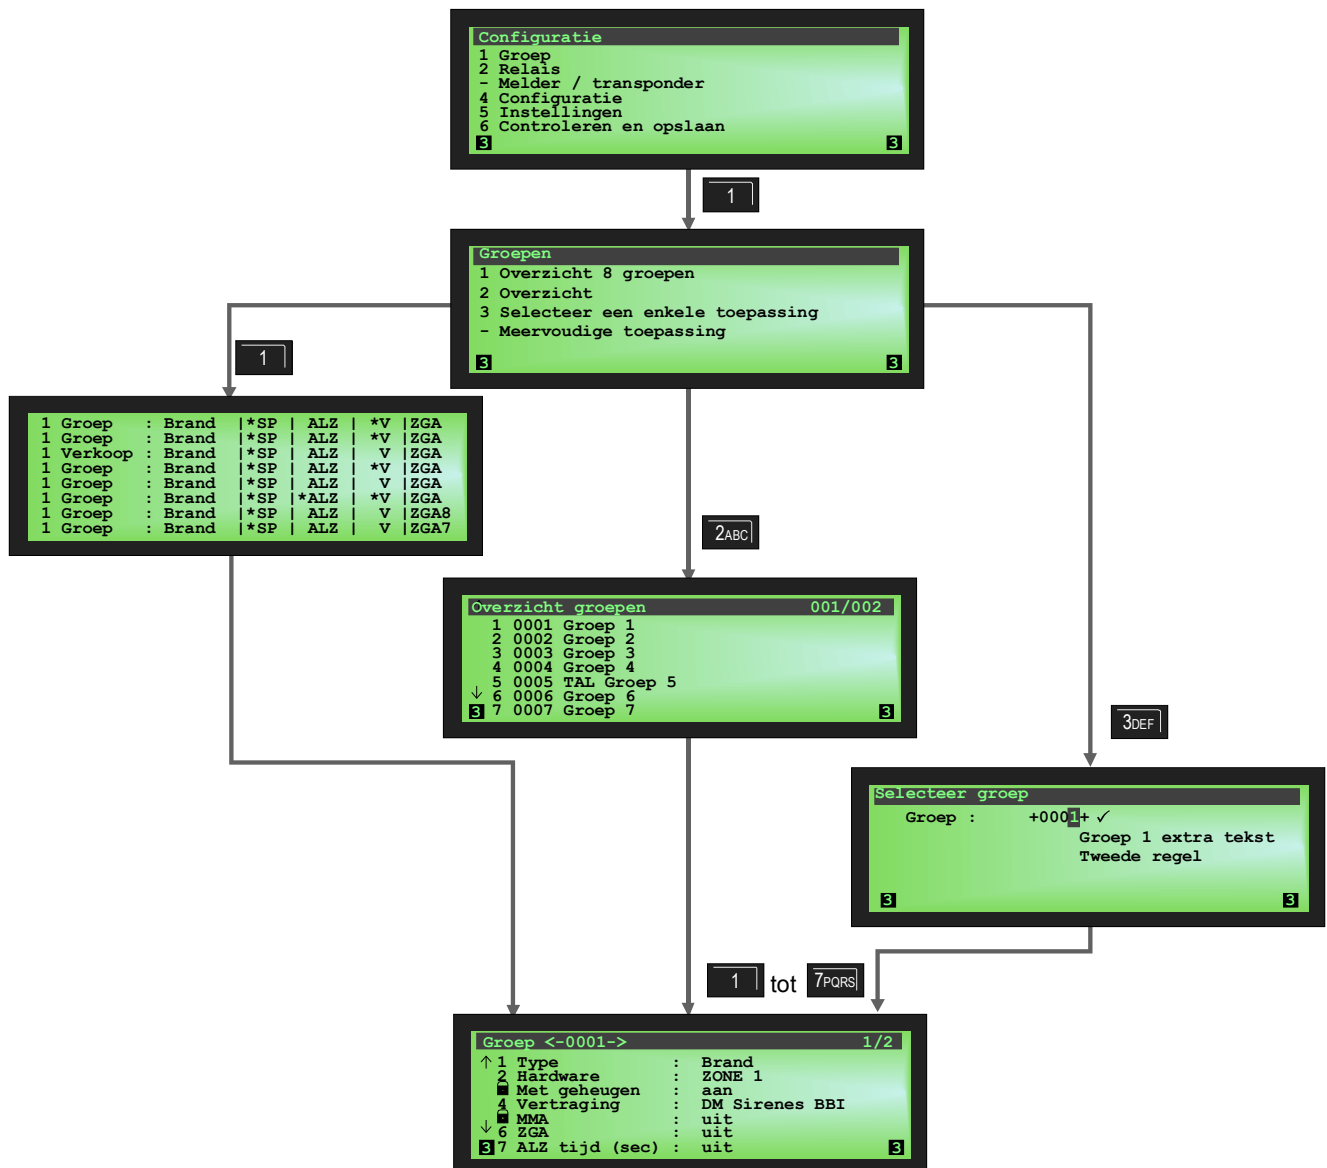 Configuratie
1 Groep
2 Relais
- Melder / transponder
4 Configuratie
5 Instellingen
6 Controleren en opslaan
3 3
1
Groepen
1 Overzicht 8 groepen
2 Overzicht
3 Selecteer een enkele toepassing
- Meervoudige toepassing
3 3
1
1 Groep : Brand |*SP | ALZ | *V |ZGA
1 Groep : Brand |*SP | ALZ | *V |ZGA
1 Verkoop : Brand |*SP | ALZ | V |ZGA
1 Groep : Brand |*SP | ALZ | *V |ZGA
1 Groep : Brand |*SP | ALZ | V |ZGA
1 Groep : Brand |*SP |*ALZ | *V |ZGA
1 Groep : Brand |*SP | ALZ | V |ZGA8
1 Groep : Brand |*SP | ALZ | V |ZGA7
2ABC
Overzicht groepen 001/002
1 0001 Groep 1
2 0002 Groep 2
3 0003 Groep 3
4 0004 Groep 4
5 0005 TAL Groep 5
↓ 6 0006 Groep 6
3 7 0007 Groep 7 3
3DEF
Selecteer groep
Groep : +0001+ ✓
Groep 1 extra tekst
Tweede regel
3 3
1 tot 7PQRS
Groep <-0001-> 1/2
↑ 1 Type : Brand
2 Hardware : ZONE 1
Met geheugen : aan
4 Vertraging : DM Sirenes BBI
MMA : uit
↓ 6 ZGA : uit
3 7 ALZ tijd (sec) : uit 3